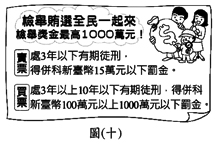 檢舉賄選全民一起來
檢舉獎金最高1000萬元!
賣票
處3年以下有期徒刑，
得併科新臺幣15萬元以下罰金。
買票
處3年以上10年以下有期徒刑，得併科
新臺幣100萬元以上1000萬元以下罰金。
圖(十)